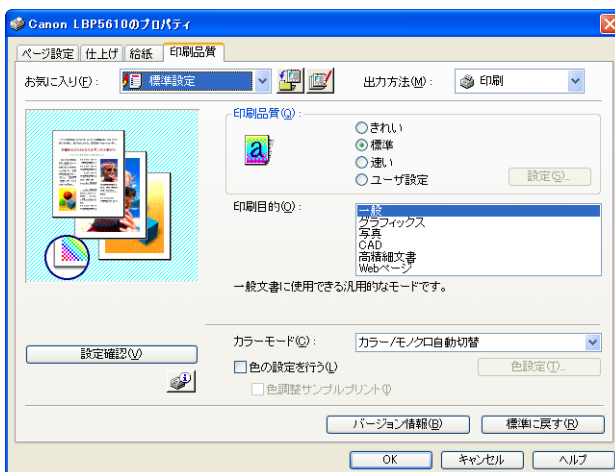 Canon LBP5610のプロパティ
ページ設定 仕上げ 給紙 印刷品質
お気に入り(F): 標準設定 出力方法(M): 印刷
印刷品質(Q):
きれい
標準
速い
ユーザ設定
設定(S)...
印刷目的(O):
一般
グラフィックス
写真
CAD
高精細文書
Webページ
一般文書に使用できる汎用的なモードです。
カラーモード(C): カラー/モノクロ自動切替
設定確認(V)
色の設定を行う(L) 色設定(T)...
色調整サンプルプリント(I)
バージョン情報(B) 標準に戻す(R)
OK キャンセル ヘルプ